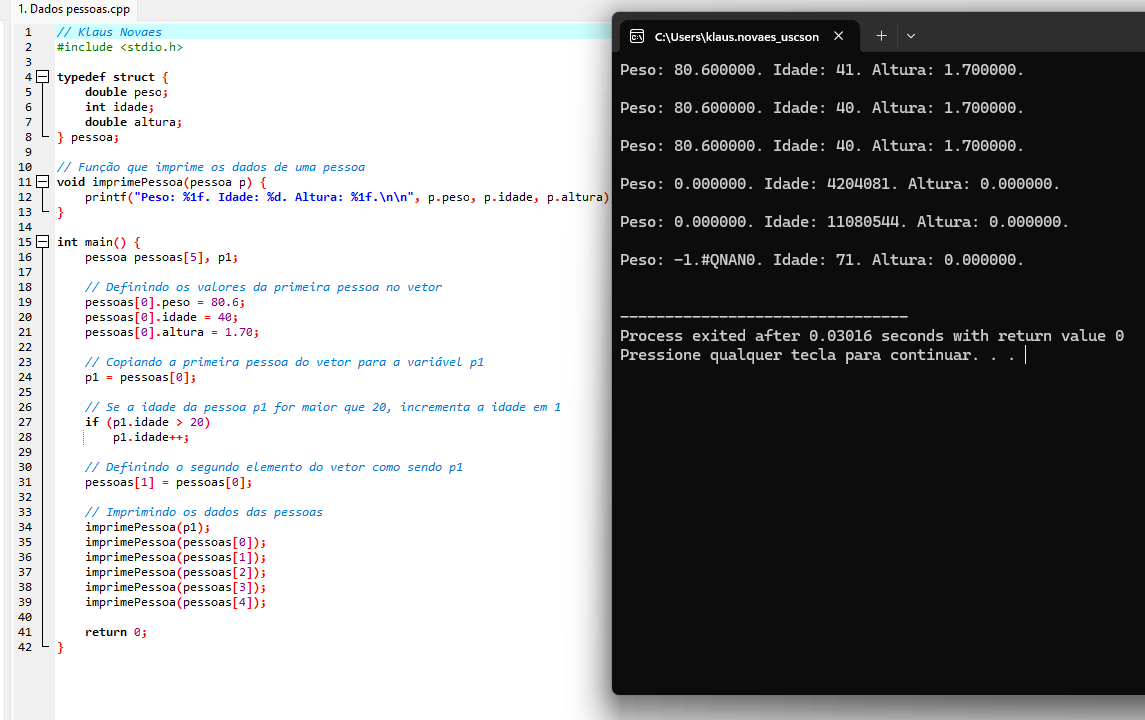 1. Dados pessoas.cpp
1 // Klaus Novaes
2 #include <stdio.h>
3
4 typedef struct {
5 double peso;
6 int idade;
7 double altura;
8 } pessoa;
9
10 // Função que imprime os dados de uma pessoa
11 void imprimePessoa(pessoa p) {
12 printf("Peso: %1f. Idade: %d. Altura: %1f.\n\n", p.peso, p.idade, p.altura)
13 }
14
15 int main() {
16 pessoa pessoas[5], p1;
17
18 // Definindo os valores da primeira pessoa no vetor
19 pessoas[0].peso = 80.6;
20 pessoas[0].idade = 40;
21 pessoas[0].altura = 1.70;
22
23 // Copiando a primeira pessoa do vetor para a variável p1
24 p1 = pessoas[0];
25
26 // Se a idade da pessoa p1 for maior que 20, incrementa a idade em 1
27 if (p1.idade > 20)
28 p1.idade++;
29
30 // Definindo o segundo elemento do vetor como sendo p1
31 pessoas[1] = pessoas[0];
32
33 // Imprimindo os dados das pessoas
34 imprimePessoa(p1);
35 imprimePessoa(pessoas[0]);
36 imprimePessoa(pessoas[1]);
37 imprimePessoa(pessoas[2]);
38 imprimePessoa(pessoas[3]);
39 imprimePessoa(pessoas[4]);
40
41 return 0;
42 }
C:\Users\klaus.novaes_uscson
Peso: 80.600000. Idade: 41. Altura: 1.700000.
Peso: 80.600000. Idade: 40. Altura: 1.700000.
Peso: 80.600000. Idade: 40. Altura: 1.700000.
Peso: 0.000000. Idade: 4204081. Altura: 0.000000.
Peso: 0.000000. Idade: 11080544. Altura: 0.000000.
Peso: -1.#QNAN0. Idade: 71. Altura: 0.000000.
--------------------------------
Process exited after 0.03016 seconds with return value 0
Pressione qualquer tecla para continuar. . .